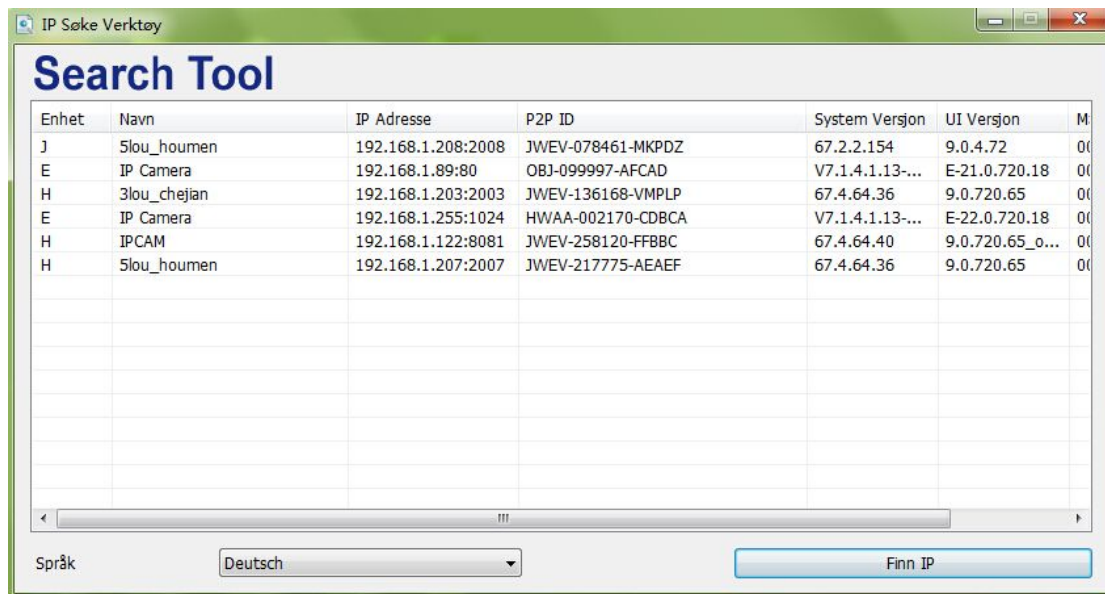 IP Søke Verktøy
Search Tool
Enhet Navn IP Adresse P2P ID System Versjon UI Versjon
J 5lou_houmen 192.168.1.208:2008 JWEV-078461-MKPDZ 67.2.2.154 9.0.4.72
E IP Camera 192.168.1.89:80 OBJ-099997-AFCAD V7.1.4.1.13-... E-21.0.720.18
H 3lou_chejian 192.168.1.203:2003 JWEV-136168-VMPLP 67.4.64.36 9.0.720.65
E IP Camera 192.168.1.255:1024 HWAA-002170-CDBCA V7.1.4.1.13-... E-22.0.720.18
H IPCAM 192.168.1.122:8081 JWEV-258120-FFBBC 67.4.64.40 9.0.720.65_o...
H 5lou_houmen 192.168.1.207:2007 JWEV-217775-AEAEF 67.4.64.36 9.0.720.65
Språk Deutsch Finn IP